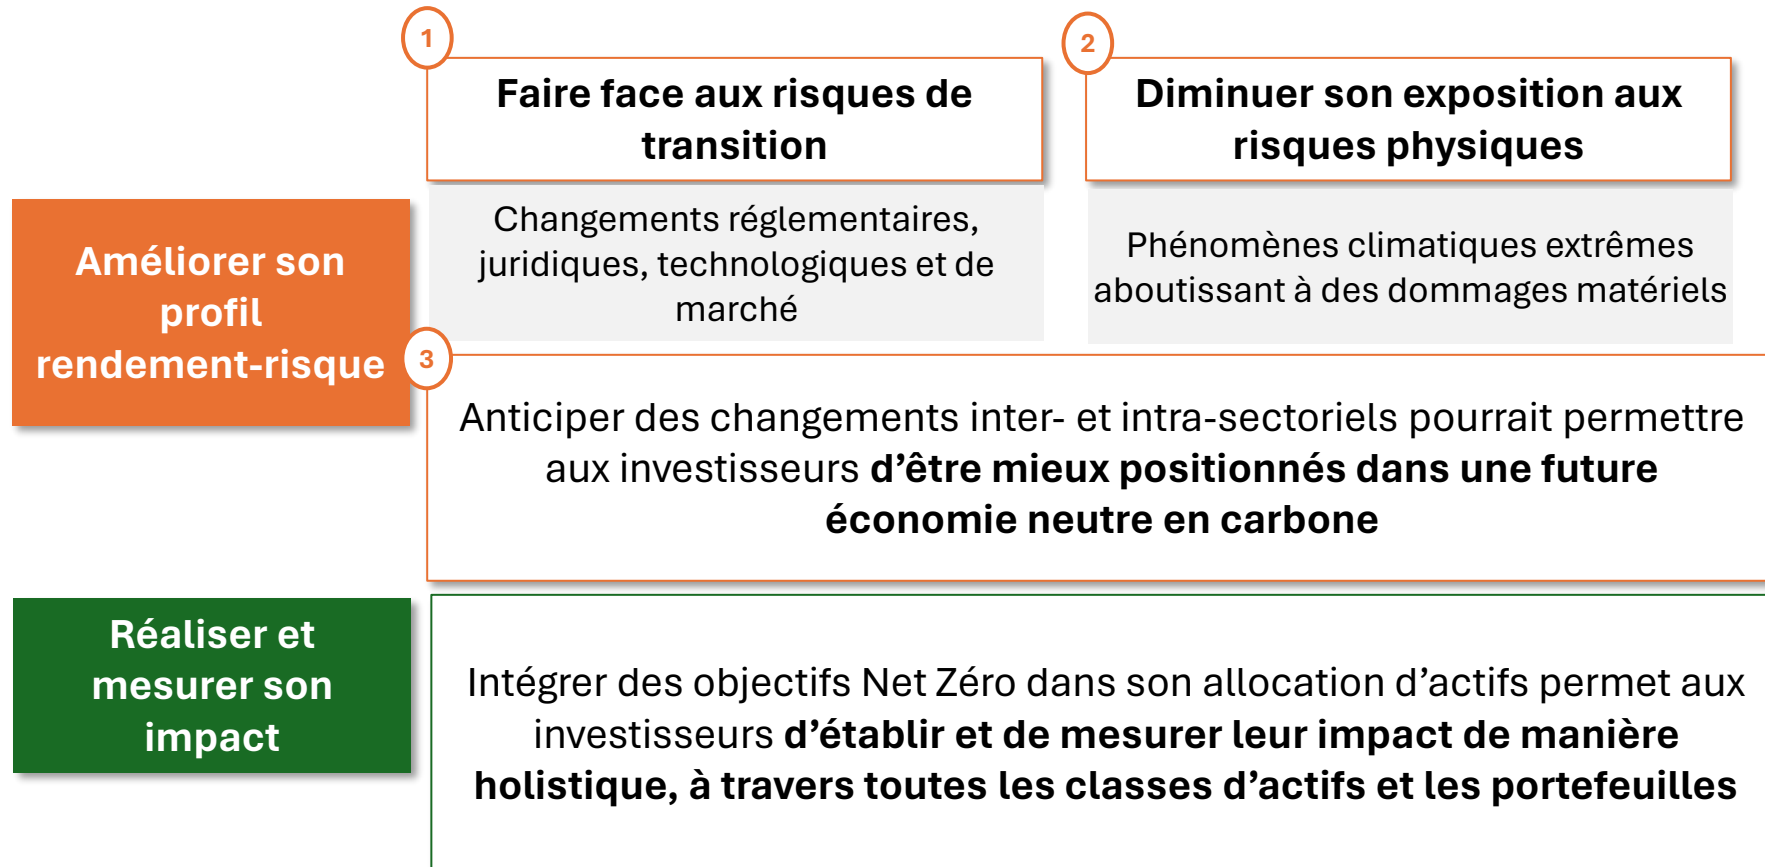 1
Faire face aux risques de
transition
2
Diminuer son exposition aux
risques physiques
Changements réglementaires,
juridiques, technologiques et de
marché
Phénomènes climatiques extrêmes
aboutissant à des dommages matériels
Améliorer son
profil
rendement-risque
3
Anticiper des changements inter- et intra-sectoriels pourrait permettre
aux investisseurs d’être mieux positionnés dans une future
économie neutre en carbone
Réaliser et
mesurer son
impact
Intégrer des objectifs Net Zéro dans son allocation d’actifs permet aux
investisseurs d’établir et de mesurer leur impact de manière
holistique, à travers toutes les classes d’actifs et les portefeuilles